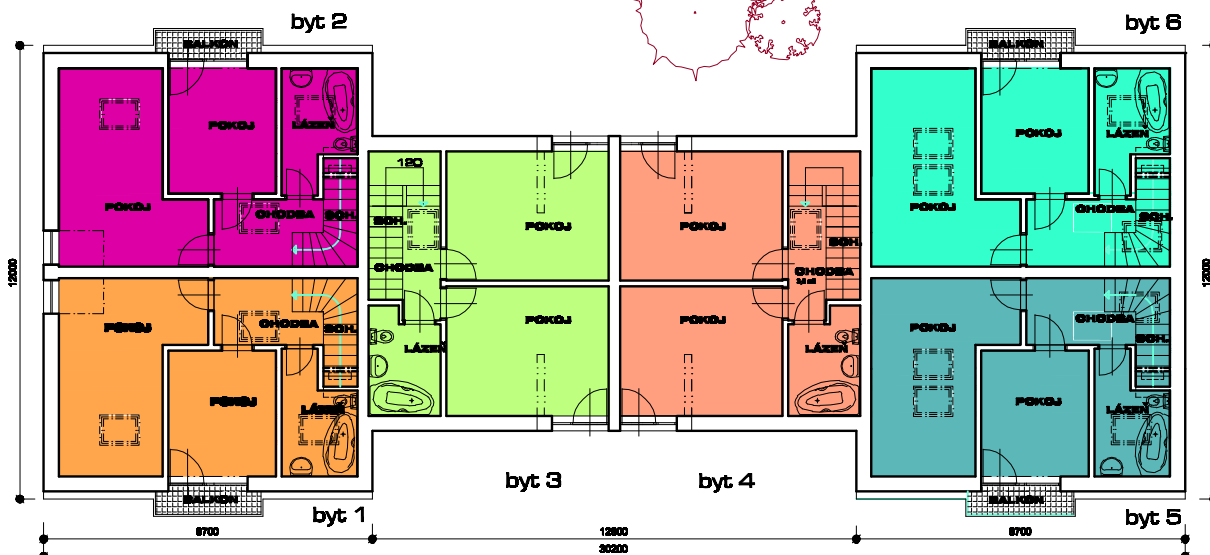 byt 2
byt 6
BALKÓN
BALKÓN
POKOJ
LÁZEŇ
POKOJ
LÁZEŇ
120
POKOJ
CHODBA
SCH.
SCH.
POKOJ
POKOJ
SCH.
POKOJ
CHODBA
SCH.
CHODBA
CHODBA
12000
12000
POKOJ
CHODBA
SCH.
POKOJ
POKOJ
POKOJ
CHODBA
SCH.
LÁZEŇ
LÁZEŇ
POKOJ
LÁZEŇ
POKOJ
LÁZEŇ
byt 3
byt 4
BALKÓN
BALKÓN
byt 1
byt 5
8700
12800
8700
30200